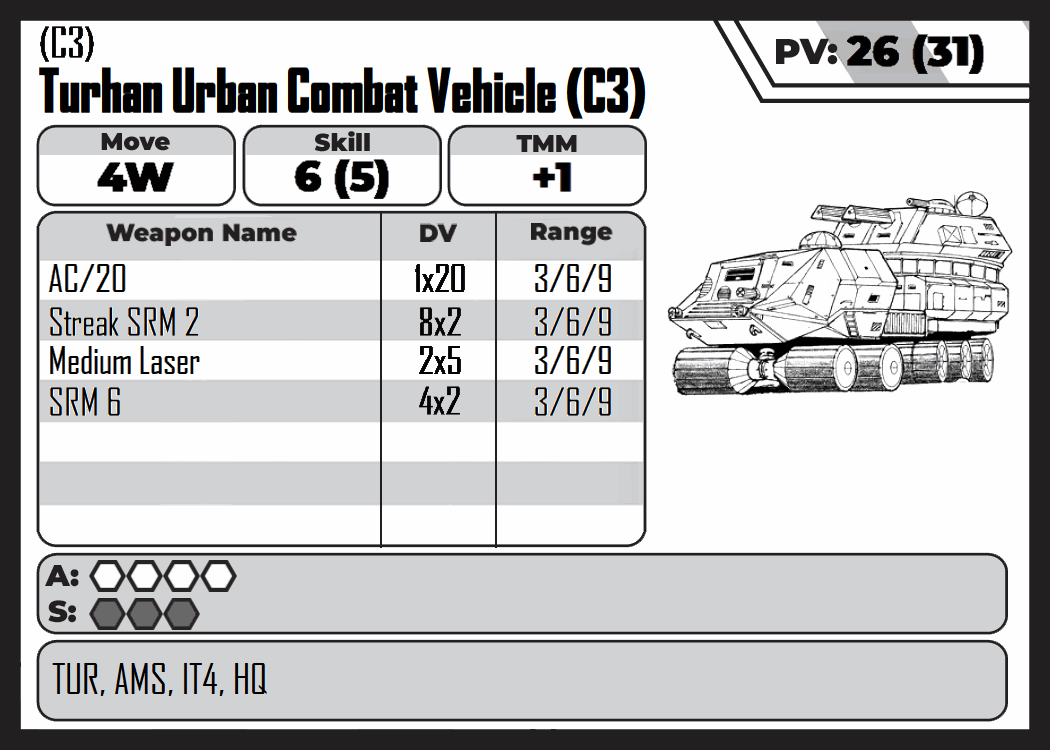 (C3)
PV: 26 (31)
Turhan Urban Combat Vehicle (C3)
Move
4W
Skill
6 (5)
TMM
+1
Weapon Name DV Range
AC/20 1x20 3/6/9
Streak SRM 2 8x2 3/6/9
Medium Laser 2x5 3/6/9
SRM 6 4x2 3/6/9
A:
S:
TUR, AMS, IT4, HQ